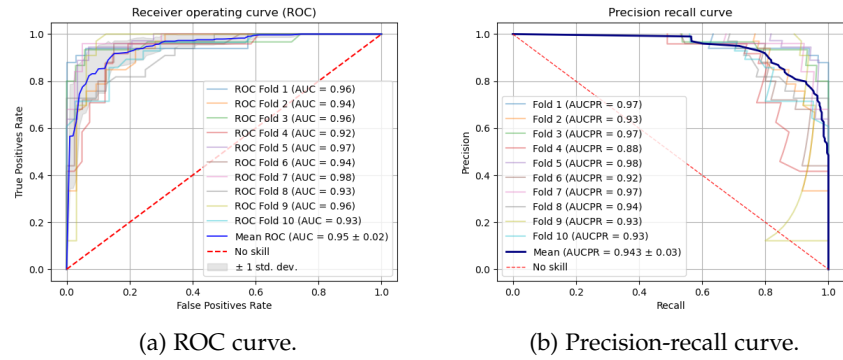 Receiver operating curve (ROC)
True Positives Rate
1.0
0.8
0.6
0.4
0.2
0.0
ROC Fold 1 (AUC = 0.96)
ROC Fold 2 (AUC = 0.94)
ROC Fold 3 (AUC = 0.96)
ROC Fold 4 (AUC = 0.92)
ROC Fold 5 (AUC = 0.97)
ROC Fold 6 (AUC = 0.94)
ROC Fold 7 (AUC = 0.98)
ROC Fold 8 (AUC = 0.93)
ROC Fold 9 (AUC = 0.96)
ROC Fold 10 (AUC = 0.93)
Mean ROC (AUC = 0.95 ± 0.02)
No skill
± 1 std. dev.
0.0 0.2 0.4 0.6 0.8 1.0
False Positives Rate
(a) ROC curve.
Precision recall curve
Precision
1.0
0.8
0.6
0.4
0.2
0.0
Fold 1 (AUCPR = 0.97)
Fold 2 (AUCPR = 0.93)
Fold 3 (AUCPR = 0.97)
Fold 4 (AUCPR = 0.88)
Fold 5 (AUCPR = 0.98)
Fold 6 (AUCPR = 0.92)
Fold 7 (AUCPR = 0.97)
Fold 8 (AUCPR = 0.94)
Fold 9 (AUCPR = 0.93)
Fold 10 (AUCPR = 0.93)
Mean (AUCPR = 0.943 ± 0.03)
No skill
0.0 0.2 0.4 0.6 0.8 1.0
Recall
(b) Precision-recall curve.